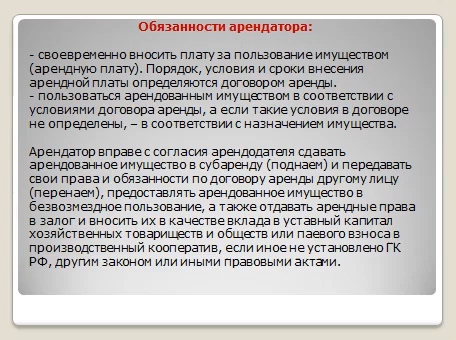 Обязанности арендатора:
- своевременно вносить плату за пользование имуществом
(арендную плату). Порядок, условия и сроки внесения
арендной платы определяются договором аренды.
- пользоваться арендованным имуществом в соответствии с
условиями договора аренды, а если такие условия в договоре
не определены, – в соответствии с назначением имущества.
Арендатор вправе с согласия арендодателя сдавать
арендованное имущество в субаренду (поднаем) и передавать
свои права и обязанности по договору аренды другому лицу
(перенаем), предоставлять арендованное имущество в
безвозмездное пользование, а также отдавать арендные права
в залог и вносить их в качестве вклада в уставный капитал
хозяйственных товариществ и обществ или паевого взноса в
производственный кооператив, если иное не установлено ГК
РФ, другим законом или иными правовыми актами.